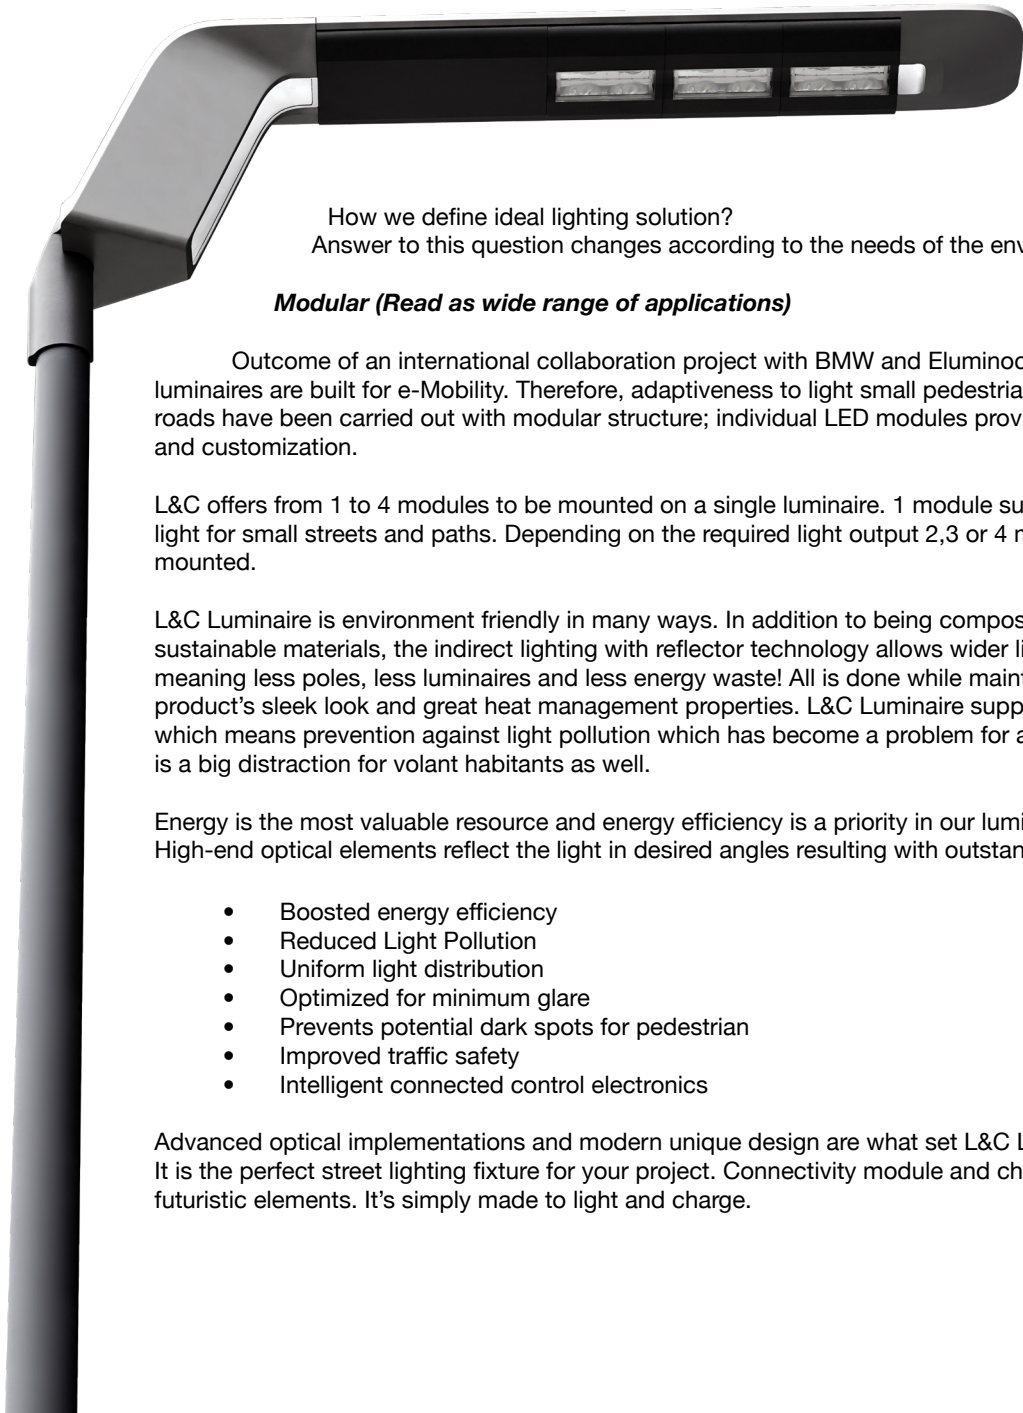 How we define ideal lighting solution?
Answer to this question changes according to the needs of the
Modular (Read as wide range of applications)
Outcome of an international collaboration project with BMW and
luminaires are built for e-Mobility. Therefore, adaptiveness to light small
roads have been carried out with modular structure; individual LED modules
and customization.
L&C offers from 1 to 4 modules to be mounted on a single luminaire. 1 module
light for small streets and paths. Depending on the required light output 2,3 or 4
mounted.
L&C Luminaire is environment friendly in many ways. In addition to being
sustainable materials, the indirect lighting with reflector technology allows wider
meaning less poles, less luminaires and less energy waste! All is done while
product’s sleek look and great heat management properties. L&C Luminaire
which means prevention against light pollution which has become a problem for
is a big distraction for volant habitants as well.
Energy is the most valuable resource and energy efficiency is a priority in our
High-end optical elements reflect the light in desired angles resulting with
• Boosted energy efficiency
• Reduced Light Pollution
• Uniform light distribution
• Optimized for minimum glare
• Prevents potential dark spots for pedestrian
• Improved traffic safety
• Intelligent connected control electronics
Advanced optical implementations and modern unique design are what set L&C
It is the perfect street lighting fixture for your project. Connectivity module and
futuristic elements. It’s simply made to light and charge.